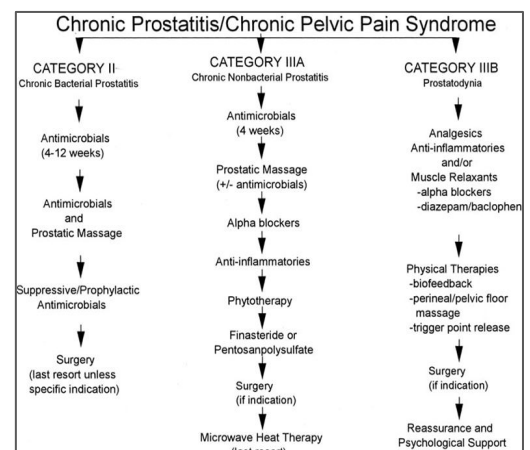 Chronic Prostatitis/Chronic Pelvic Pain Syndrome
CATEGORY II
Chronic Bacterial Prostatitis
Antimicrobials
(4-12 weeks)
Antimicrobials
and
Prostatic Massage
Suppressive/Prophylactic
Antimicrobials
Surgery
(last resort unless
specific indication)
CATEGORY IIIA
Chronic Nonbacterial Prostatitis
Antimicrobials
(4 weeks)
Prostatic Massage
(+/- antimicrobials)
Alpha blockers
Anti-inflammatories
Phytotherapy
Finasteride or
Pentosanpolysulfate
Surgery
(if indication)
Microwave Heat Therapy
(last resort)
CATEGORY IIIB
Prostatodynia
Analgesics
Anti-inflammatories
and/or
Muscle Relaxants
-alpha blockers
-diazepam/baclophen
Physical Therapies
-biofeedback
-perineal/pelvic floor
massage
-trigger point release
Surgery
(if indication)
Reassurance and
Psychological Support